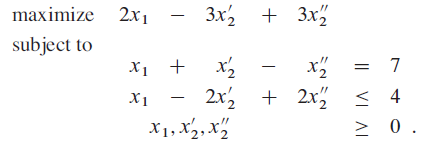 maximize 2x₁ − 3x′₂ + 3x″₂
subject to
x₁ + x′₂ − x″₂ = 7
x₁ − 2x′₂ + 2x″₂ ≤ 4
x₁, x′₂, x″₂ ≥ 0 .